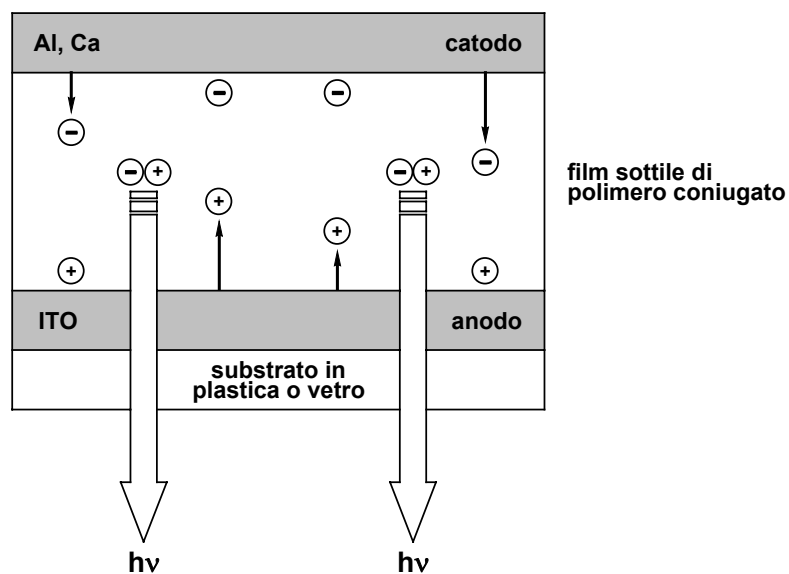 Al, Ca
catodo
film sottile di
polimero coniugato
ITO
anodo
substrato in
plastica o vetro
hν
hν